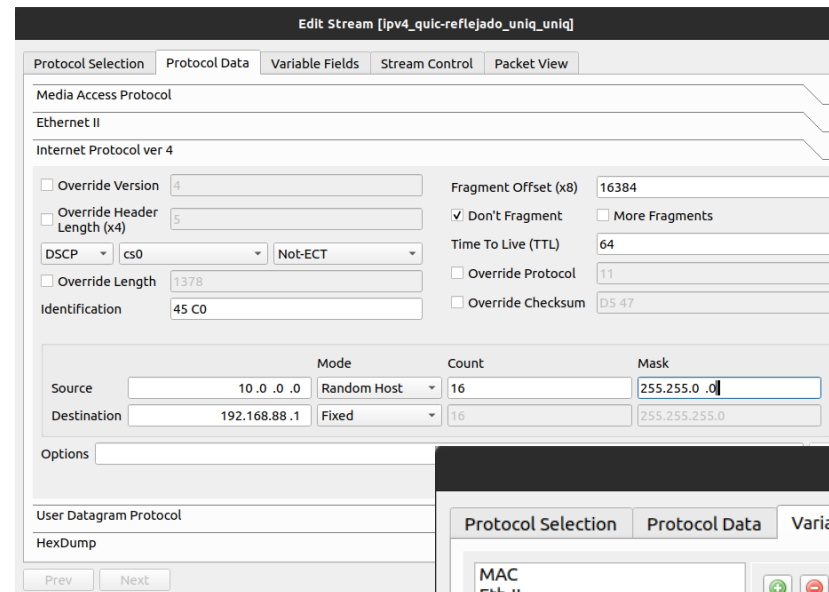 Edit Stream [ipv4_quic-reflejado_uniq_uniq]
Protocol Selection Protocol Data Variable Fields Stream Control Packet View
Media Access Protocol
Ethernet II
Internet Protocol ver 4
Override Version 4 Fragment Offset (x8) 16384
Override Header Length (x4) 5 Don't Fragment More Fragments
DSCP cs0 Not-ECT Time To Live (TTL) 64
Override Length 1378 Override Protocol 11
Identification 45 C0 Override Checksum D5 47
Mode Count Mask
Source 10 .0 .0 .0 Random Host 16 255.255.0 .0
Destination 192.168.88 .1 Fixed 16 255.255.255.0
Options
User Datagram Protocol
HexDump
Prev Next
Protocol Selection Protocol Data
MAC